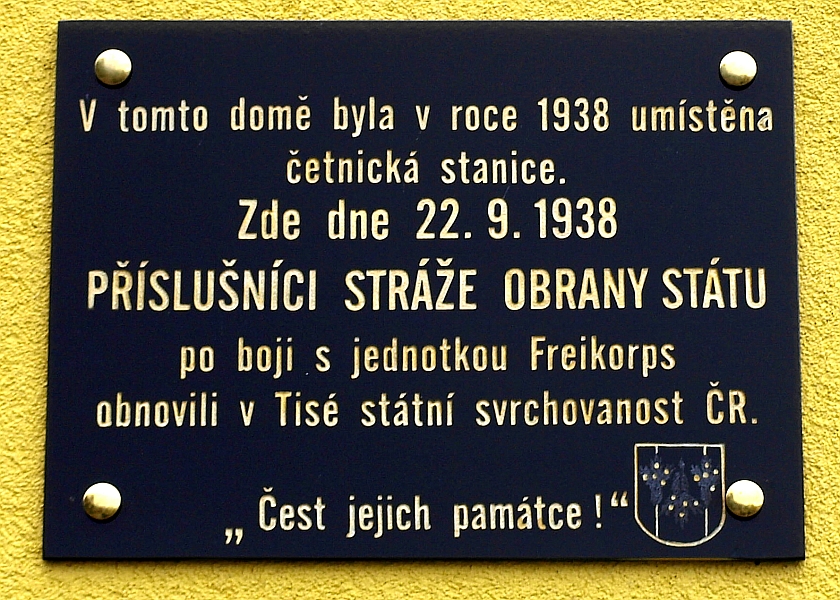 V tomto domě byla v roce 1938 umístěna
četnická stanice.
Zde dne 22. 9. 1938
PŘÍSLUŠNÍCI STRÁŽE OBRANY STÁTU
po boji s jednotkou Freikorps
obnovili v Tisé státní svrchovanost ČR.
„Čest jejich památce!“